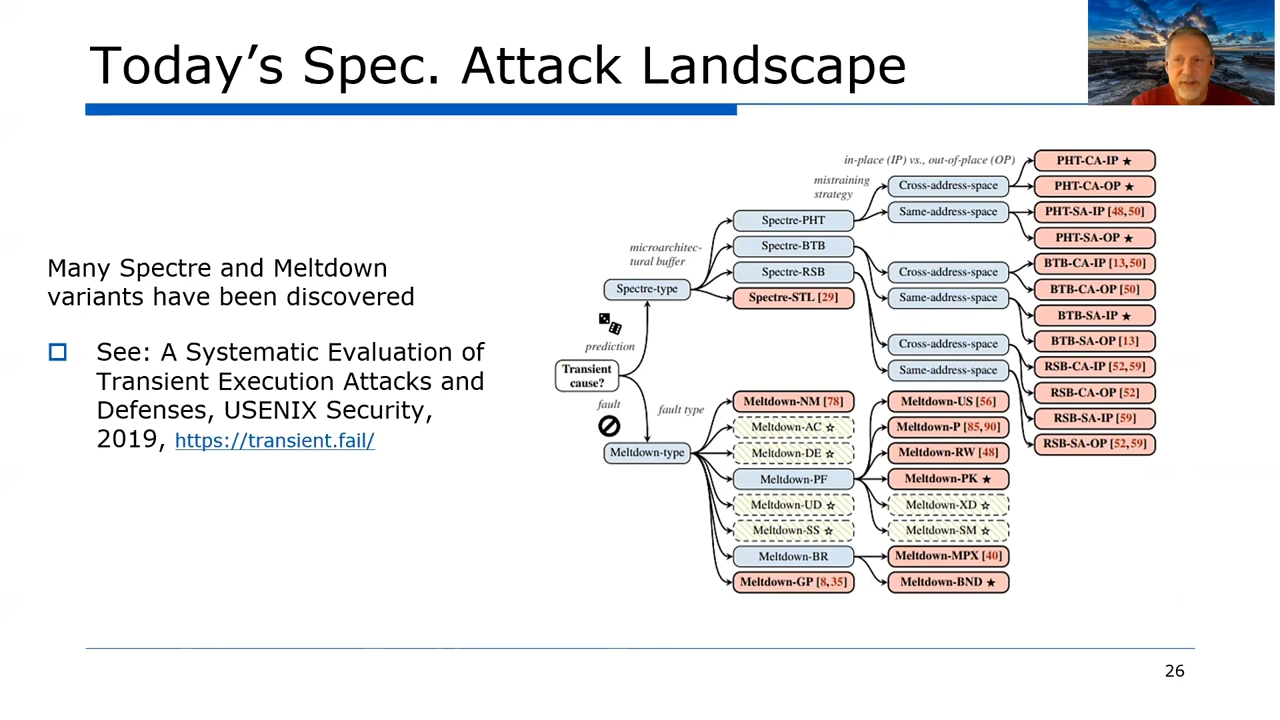 Today's Spec. Attack Landscape
Many Spectre and Meltdown
variants have been discovered
See: A Systematic Evaluation of
Transient Execution Attacks and
Defenses, USENIX Security,
2019, https://transient.fail/
Transient
cause?
prediction
fault
Spectre-type
microarchitec-
tural buffer
Spectre-PHT
Spectre-BTB
Spectre-RSB
Spectre-STL [29]
mistraining
strategy
in-place (IP) vs., out-of-place (OP)
Cross-address-space
Same-address-space
Cross-address-space
Same-address-space
Cross-address-space
Same-address-space
PHT-CA-IP ★
PHT-CA-OP ★
PHT-SA-IP [48,50]
PHT-SA-OP ★
BTB-CA-IP [13,50]
BTB-CA-OP [50]
BTB-SA-IP ★
BTB-SA-OP [13]
RSB-CA-IP [52,59]
RSB-CA-OP [52]
RSB-SA-IP [59]
RSB-SA-OP [52,59]
Meltdown-type
fault type
Meltdown-NM [78]
Meltdown-AC ☆
Meltdown-DE ☆
Meltdown-PF
Meltdown-UD ☆
Meltdown-SS ☆
Meltdown-BR
Meltdown-GP [8,35]
Meltdown-US [56]
Meltdown-P [85,90]
Meltdown-RW [48]
Meltdown-PK ★
Meltdown-XD ☆
Meltdown-SM ☆
Meltdown-MPX [40]
Meltdown-BND ★
26